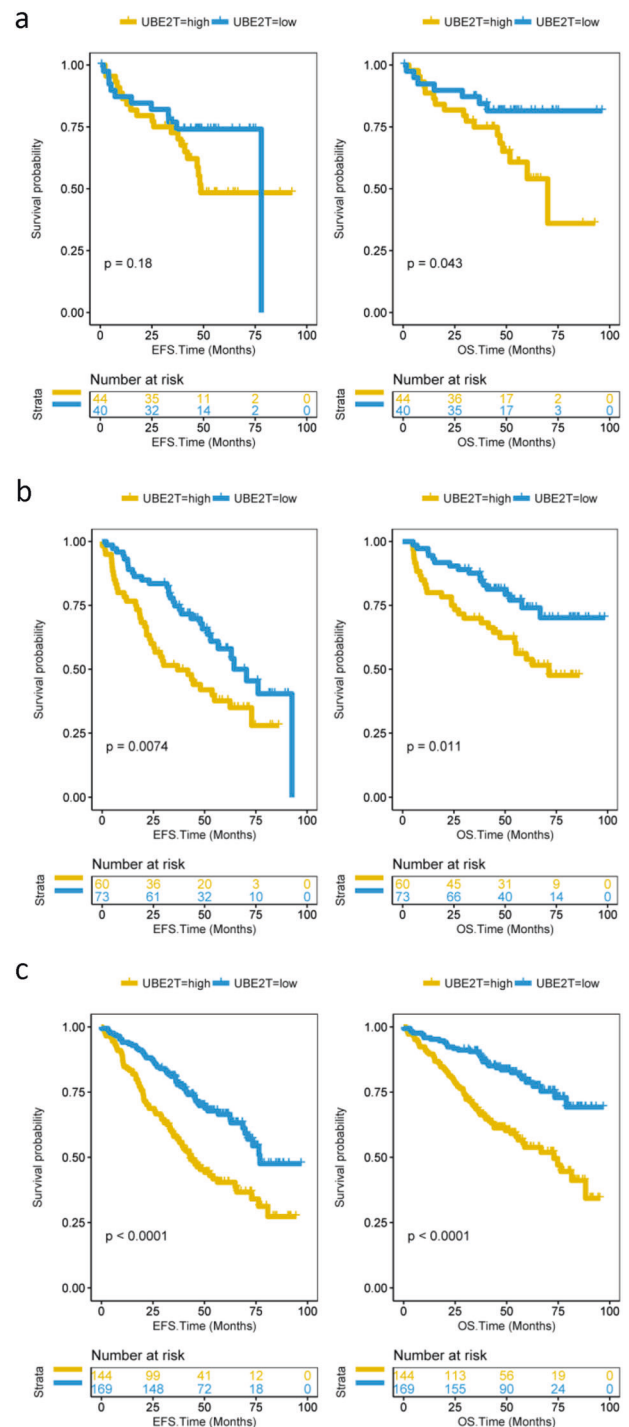 a
UBE2T=high UBE2T=low UBE2T=high UBE2T=low
Survival probability
1.00
0.75
0.50
0.25
0.00
p = 0.18
0 25 50 75 100
EFS.Time (Months)
Survival probability
1.00
0.75
0.50
0.25
0.00
p = 0.043
0 25 50 75 100
OS.Time (Months)
Number at risk
Strata
44 35 11 2 0
40 32 14 2 0
0 25 50 75 100
EFS.Time (Months)
Number at risk
Strata
44 36 17 2 0
40 35 17 3 0
0 25 50 75 100
OS.Time (Months)
b
UBE2T=high UBE2T=low UBE2T=high UBE2T=low
Survival probability
1.00
0.75
0.50
0.25
0.00
p = 0.0074
0 25 50 75 100
EFS.Time (Months)
Survival probability
1.00
0.75
0.50
0.25
0.00
p = 0.011
0 25 50 75 100
OS.Time (Months)
Number at risk
Strata
60 36 20 3 0
73 61 32 10 0
0 25 50 75 100
EFS.Time (Months)
Number at risk
Strata
60 45 31 9 0
73 66 40 14 0
0 25 50 75 100
OS.Time (Months)
c
UBE2T=high UBE2T=low UBE2T=high UBE2T=low
Survival probability
1.00
0.75
0.50
0.25
0.00
p < 0.0001
0 25 50 75 100
EFS.Time (Months)
Survival probability
1.00
0.75
0.50
0.25
0.00
p < 0.0001
0 25 50 75 100
OS.Time (Months)
Number at risk
Strata
144 99 41 12 0
169 148 72 18 0
0 25 50 75 100
EFS.Time (Months)
Number at risk
Strata
144 113 56 19 0
169 155 90 24 0
0 25 50 75 100
OS.Time (Months)